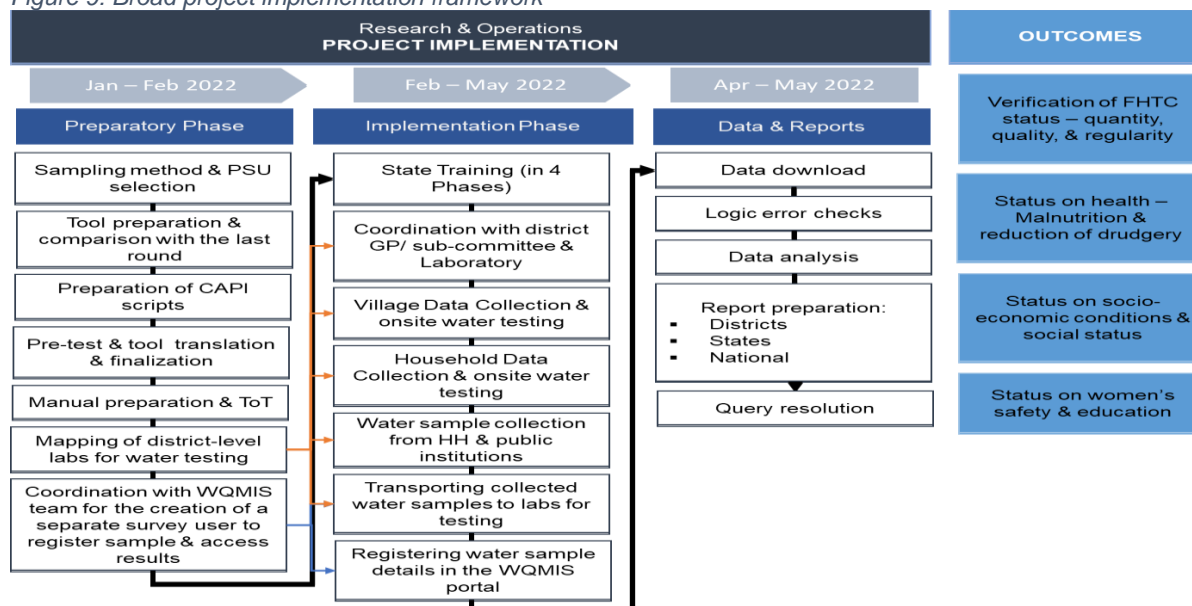 Figure 9: Broad project implementation framework
Research & Operations
PROJECT IMPLEMENTATION
OUTCOMES
Jan – Feb 2022
Feb – May 2022
Apr – May 2022
Preparatory Phase
Implementation Phase
Data & Reports
Sampling method & PSU
selection
Tool preparation &
comparison with the last
round
Preparation of CAPI
scripts
Pre-test & tool translation
& finalization
Manual preparation & ToT
Mapping of district-level
labs for water testing
Coordination with WQMIS
team for the creation of a
separate survey user to
register sample & access
results
State Training (in 4
Phases)
Coordination with district
GP/ sub-committee &
Laboratory
Village Data Collection &
onsite water testing
Household Data
Collection & onsite water
testing
Water sample collection
from HH & public
institutions
Transporting collected
water samples to labs for
testing
Registering water sample
details in the WQMIS
portal
Data download
Logic error checks
Data analysis
Report preparation:
▪ Districts
▪ States
▪ National
Query resolution
Verification of FHTC
status – quantity,
quality, & regularity
Status on health –
Malnutrition &
reduction of drudgery
Status on socio-
economic conditions &
social status
Status on women's
safety & education